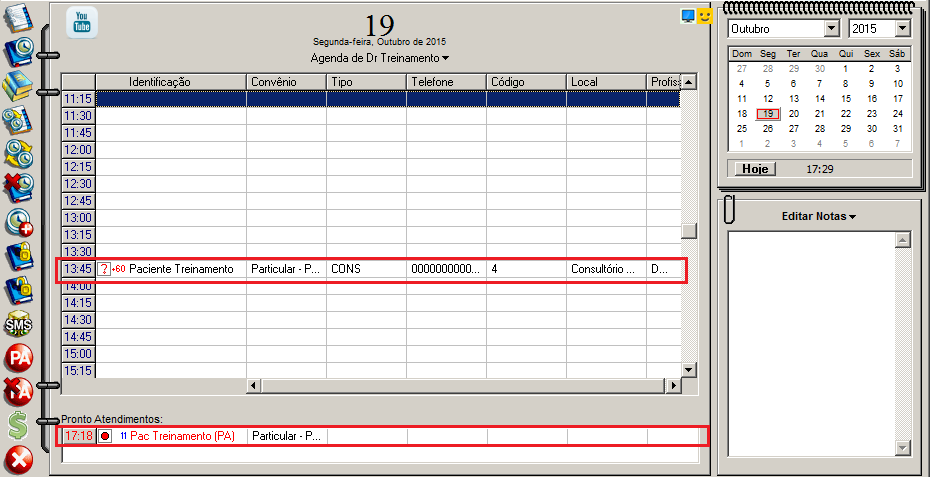 You
Tube
19
Segunda-feira, Outubro de 2015
Agenda de Dr Treinamento
Identificação Convênio Tipo Telefone Código Local Profiss
11:15
11:30
11:45
12:00
12:15
12:30
12:45
13:00
13:15
13:30
13:45 ? +60 Paciente Treinamento Particular - P... CONS 0000000000... 4 Consultório ... D...
14:00
14:15
14:30
14:45
15:00
15:15
Pronto Atendimentos:
17:18 11 Pac Treinamento (PA) Particular - P...
SMS
PA
PA
$
Outubro 2015
Dom Seg Ter Qua Qui Sex Sáb
27 28 29 30 1 2 3
4 5 6 7 8 9 10
11 12 13 14 15 16 17
18 19 20 21 22 23 24
25 26 27 28 29 30 31
1 2 3 4 5 6 7
Hoje 17:29
Editar Notas